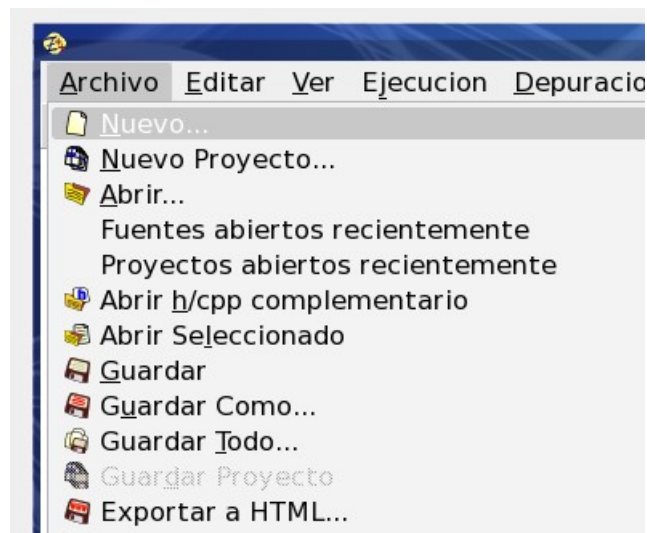 Archivo Editar Ver Ejecucion Depuracio
Nuevo...
Nuevo Proyecto...
Abrir...
Fuentes abiertos recientemente
Proyectos abiertos recientemente
Abrir h/cpp complementario
Abrir Seleccionado
Guardar
Guardar Como...
Guardar Todo...
Guardar Proyecto
Exportar a HTML...